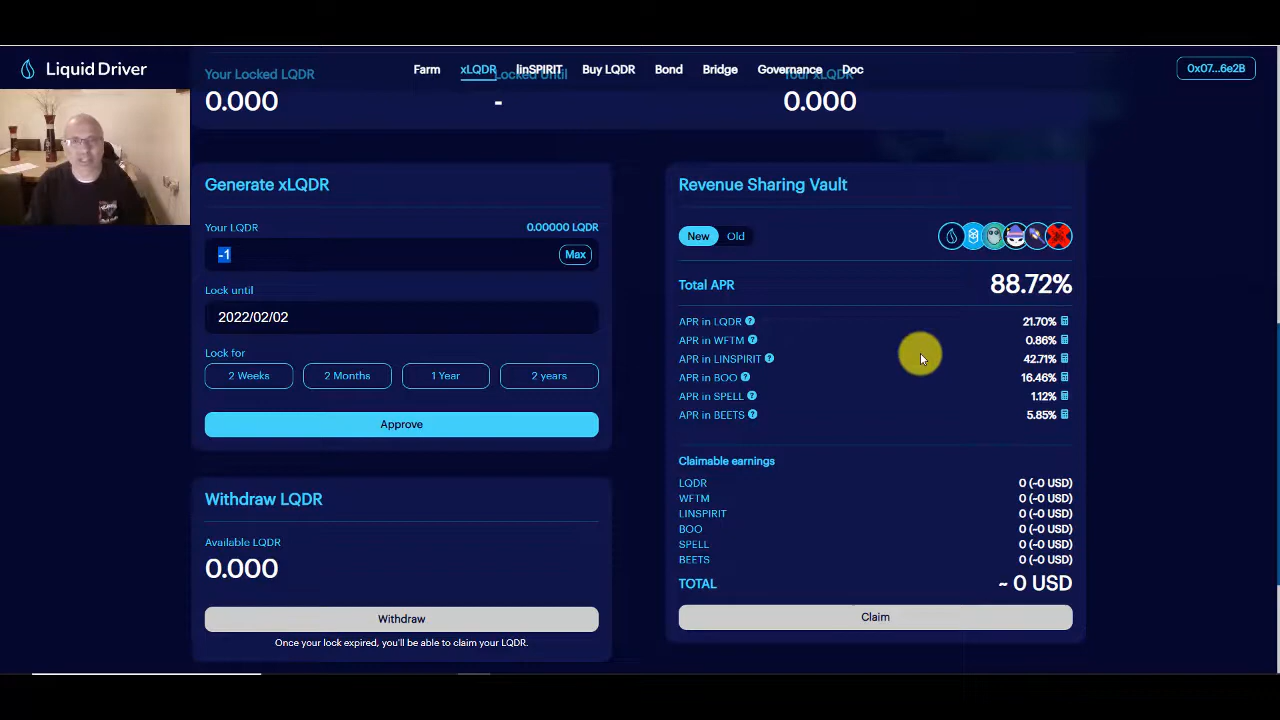 Liquid Driver
Farm xLQDR linSPIRIT Buy LQDR Bond Bridge Governance Doc
0x07...6e2B
Your Locked LQDR Locked Until Your xLQDR
0.000 - 0.000
Generate xLQDR
Your LQDR 0.00000 LQDR
-1 Max
Lock until
2022/02/02
Lock for
2 Weeks 2 Months 1 Year 2 years
Approve
Withdraw LQDR
Available LQDR
0.000
Withdraw
Once your lock expired, you'll be able to claim your LQDR.
Revenue Sharing Vault
New Old
Total APR 88.72%
APR in LQDR ? 21.70%
APR in WFTM ? 0.86%
APR in LINSPIRIT ? 42.71%
APR in BOO ? 16.46%
APR in SPELL ? 1.12%
APR in BEETS ? 5.85%
Claimable earnings
LQDR 0 (~0 USD)
WFTM 0 (~0 USD)
LINSPIRIT 0 (~0 USD)
BOO 0 (~0 USD)
SPELL 0 (~0 USD)
BEETS 0 (~0 USD)
TOTAL ~ 0 USD
Claim